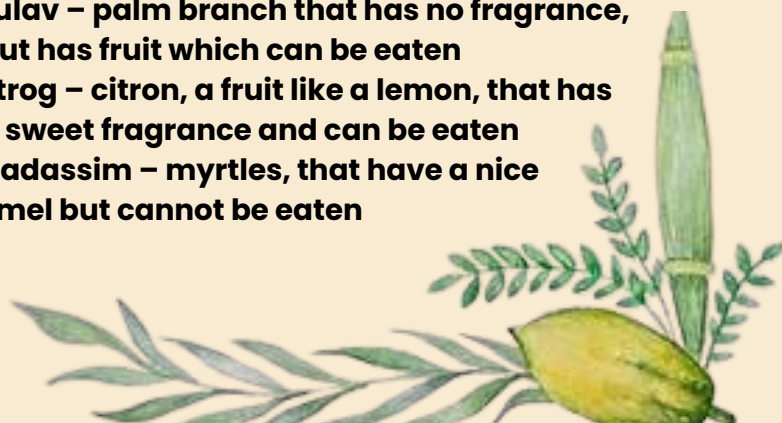 ulav – palm branch that has no fragrance,
ut has fruit which can be eaten
trog – citron, a fruit like a lemon, that has
sweet fragrance and can be eaten
adassim – myrtles, that have a nice
mel but cannot be eaten